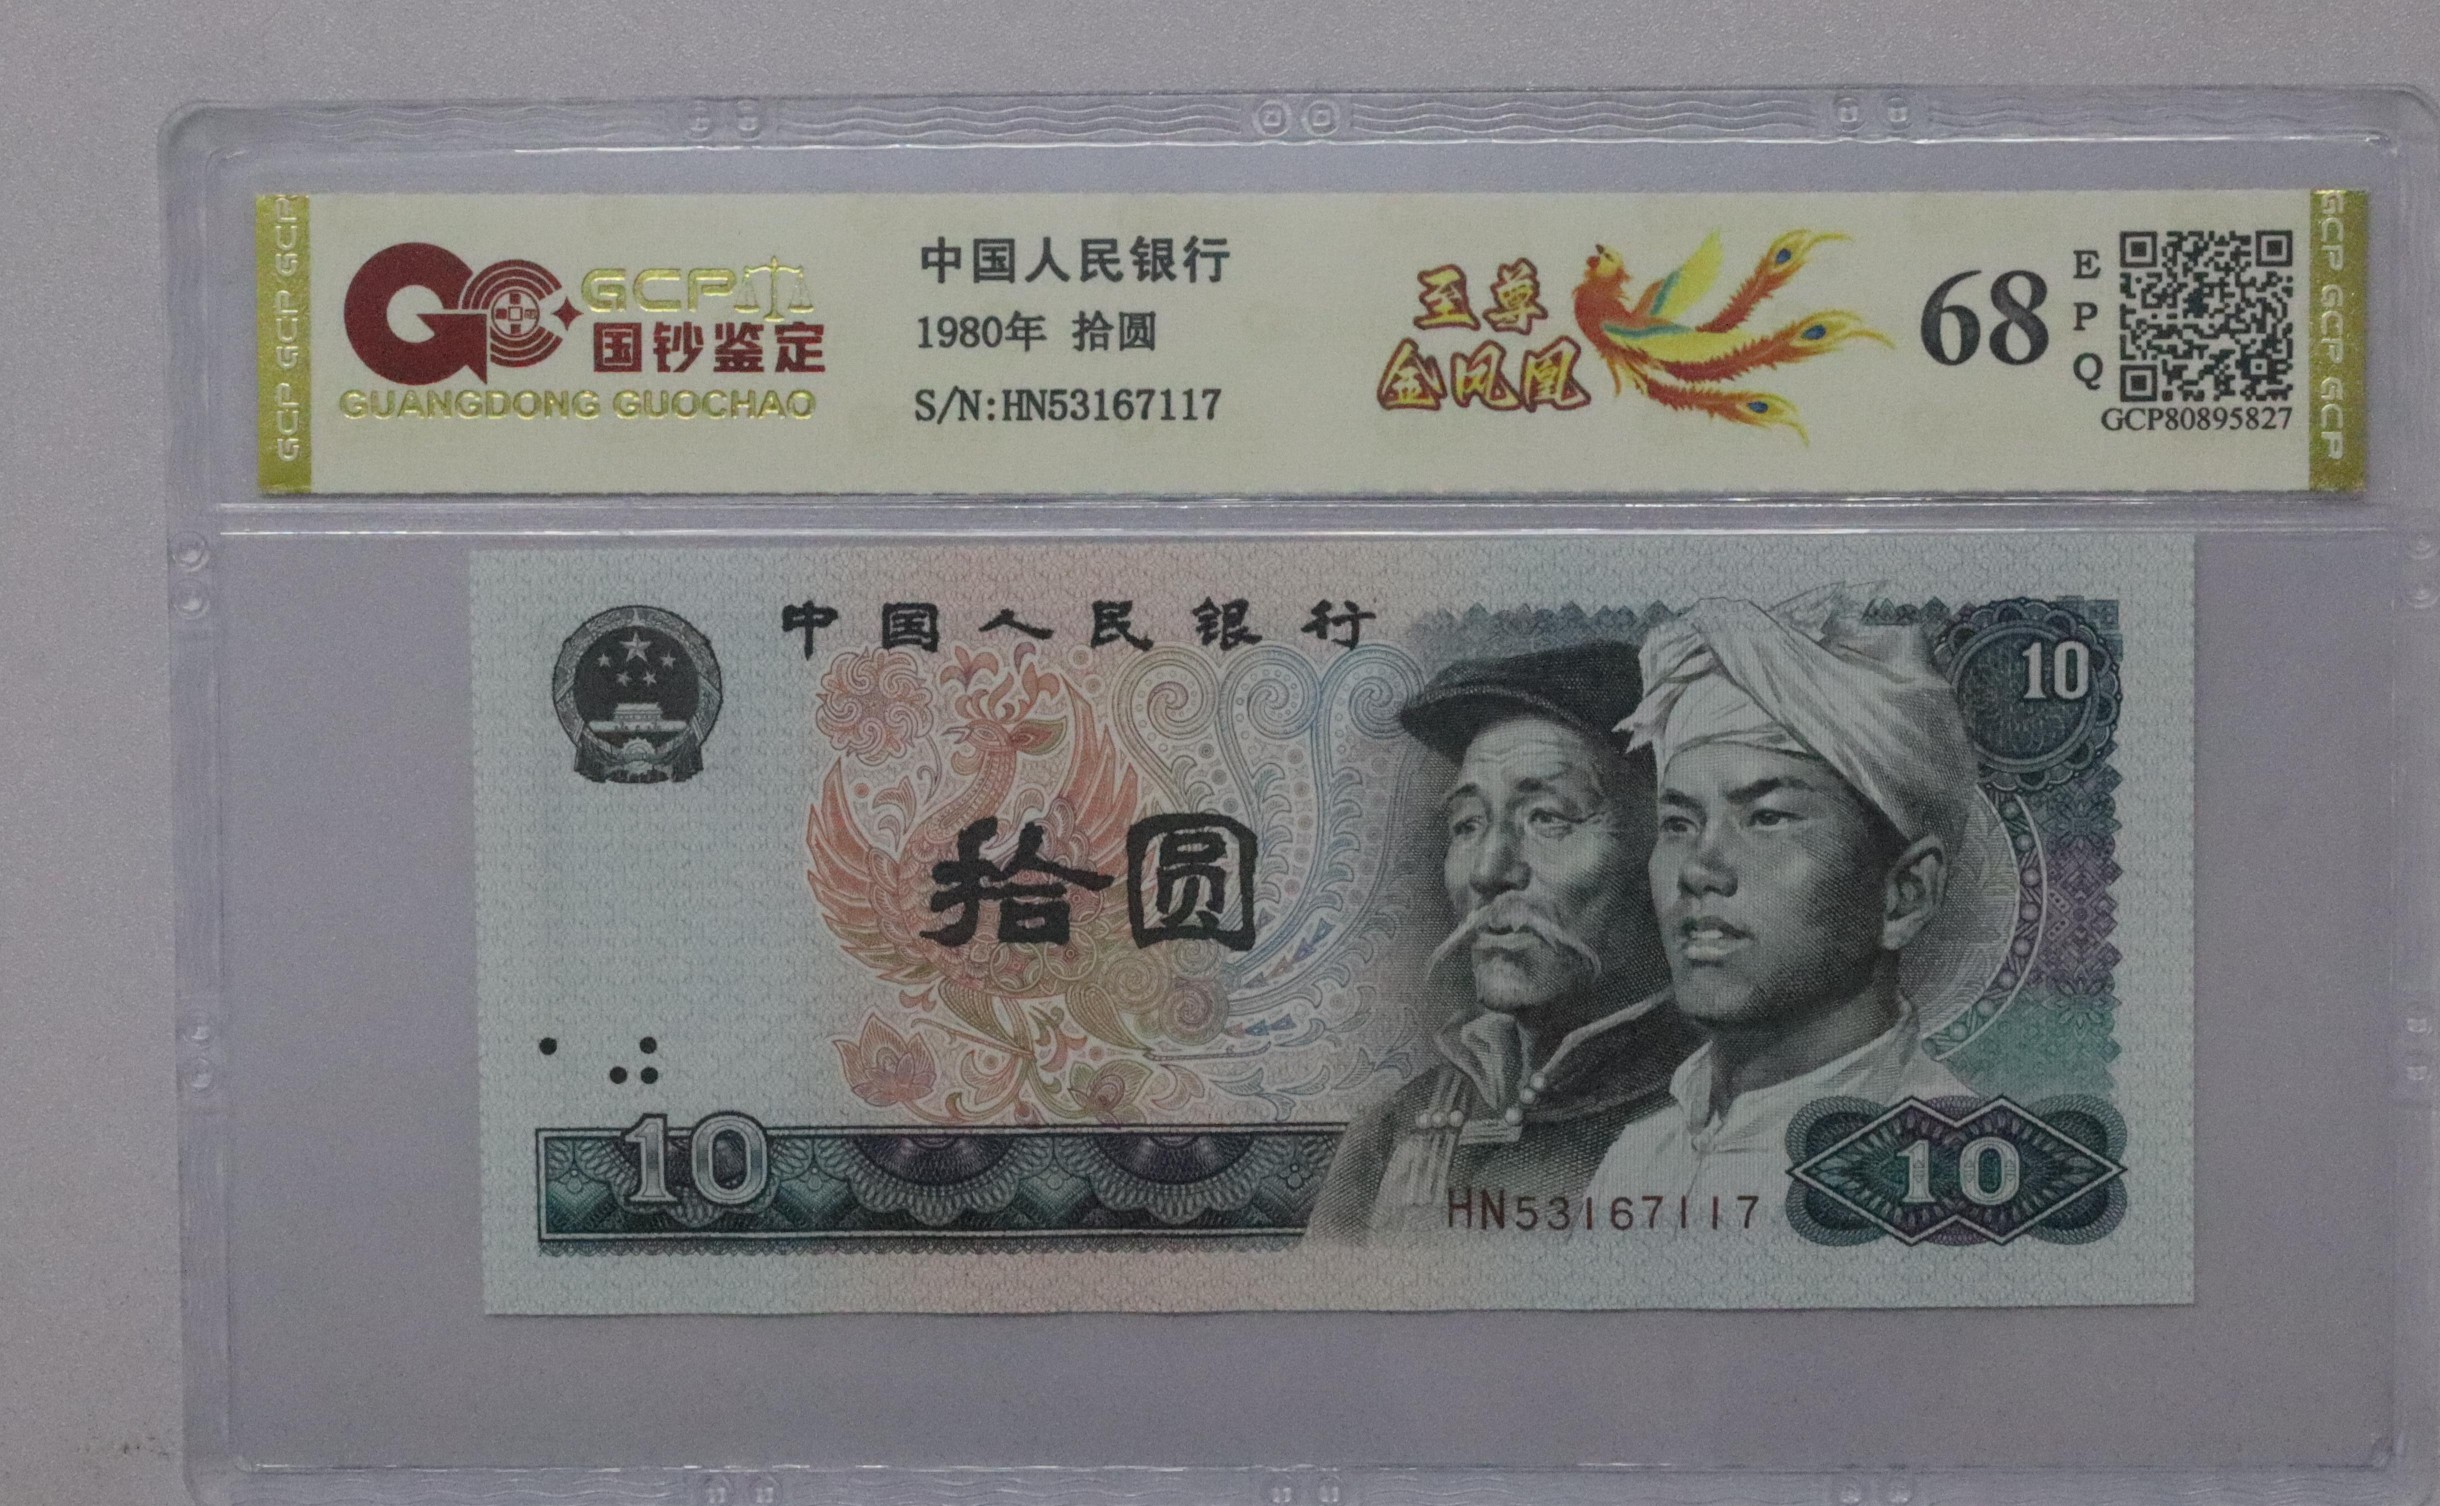 GCP GCP GCP
GCP
国钞鉴定
GUANGDONG GUOCHAO
中国人民银行
1980年 拾圆
S/N:HN53167117
至尊
金凤凰
68
EPQ
GCP80895827
GCP GCP GCP
中国人民银行
10
拾圆
10
HN53167117
10